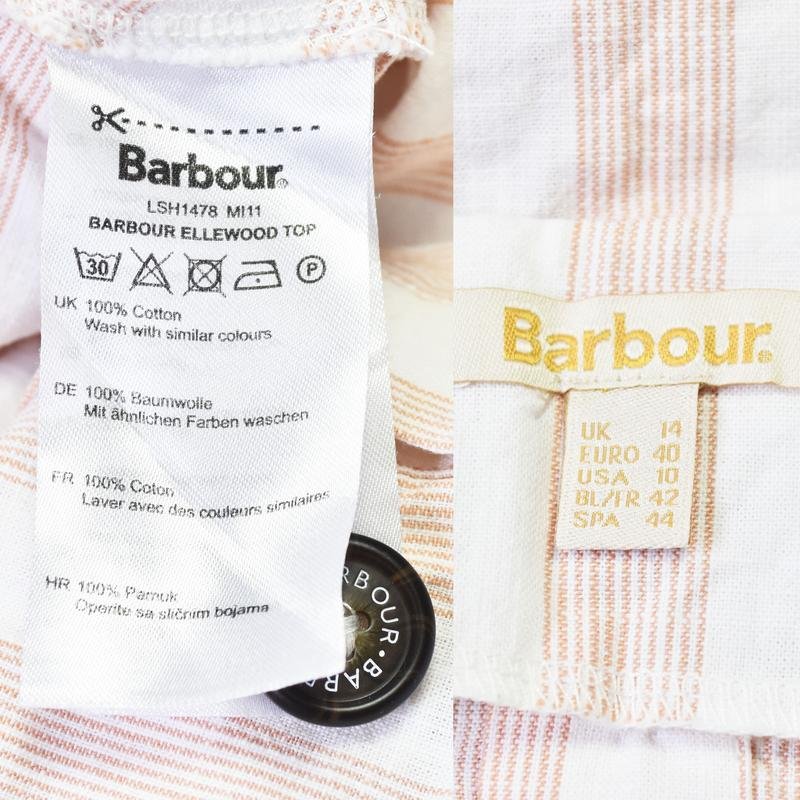 Barbour®
LSH1478 MI11
BARBOUR ELLEWOOD TOP
30
P
UK 100% Cotton
Wash with similar colours
DE 100% Baumwolle
Mit ähnlichen Farben waschen
FR 100% Coton
Laver avec des couleurs similaires
HR 100% Pamuk
Operite sa sličnim bojama
RBOUR • BARB
Barbour®
UK 14
EURO 40
USA 10
BL/FR 42
SPA 44